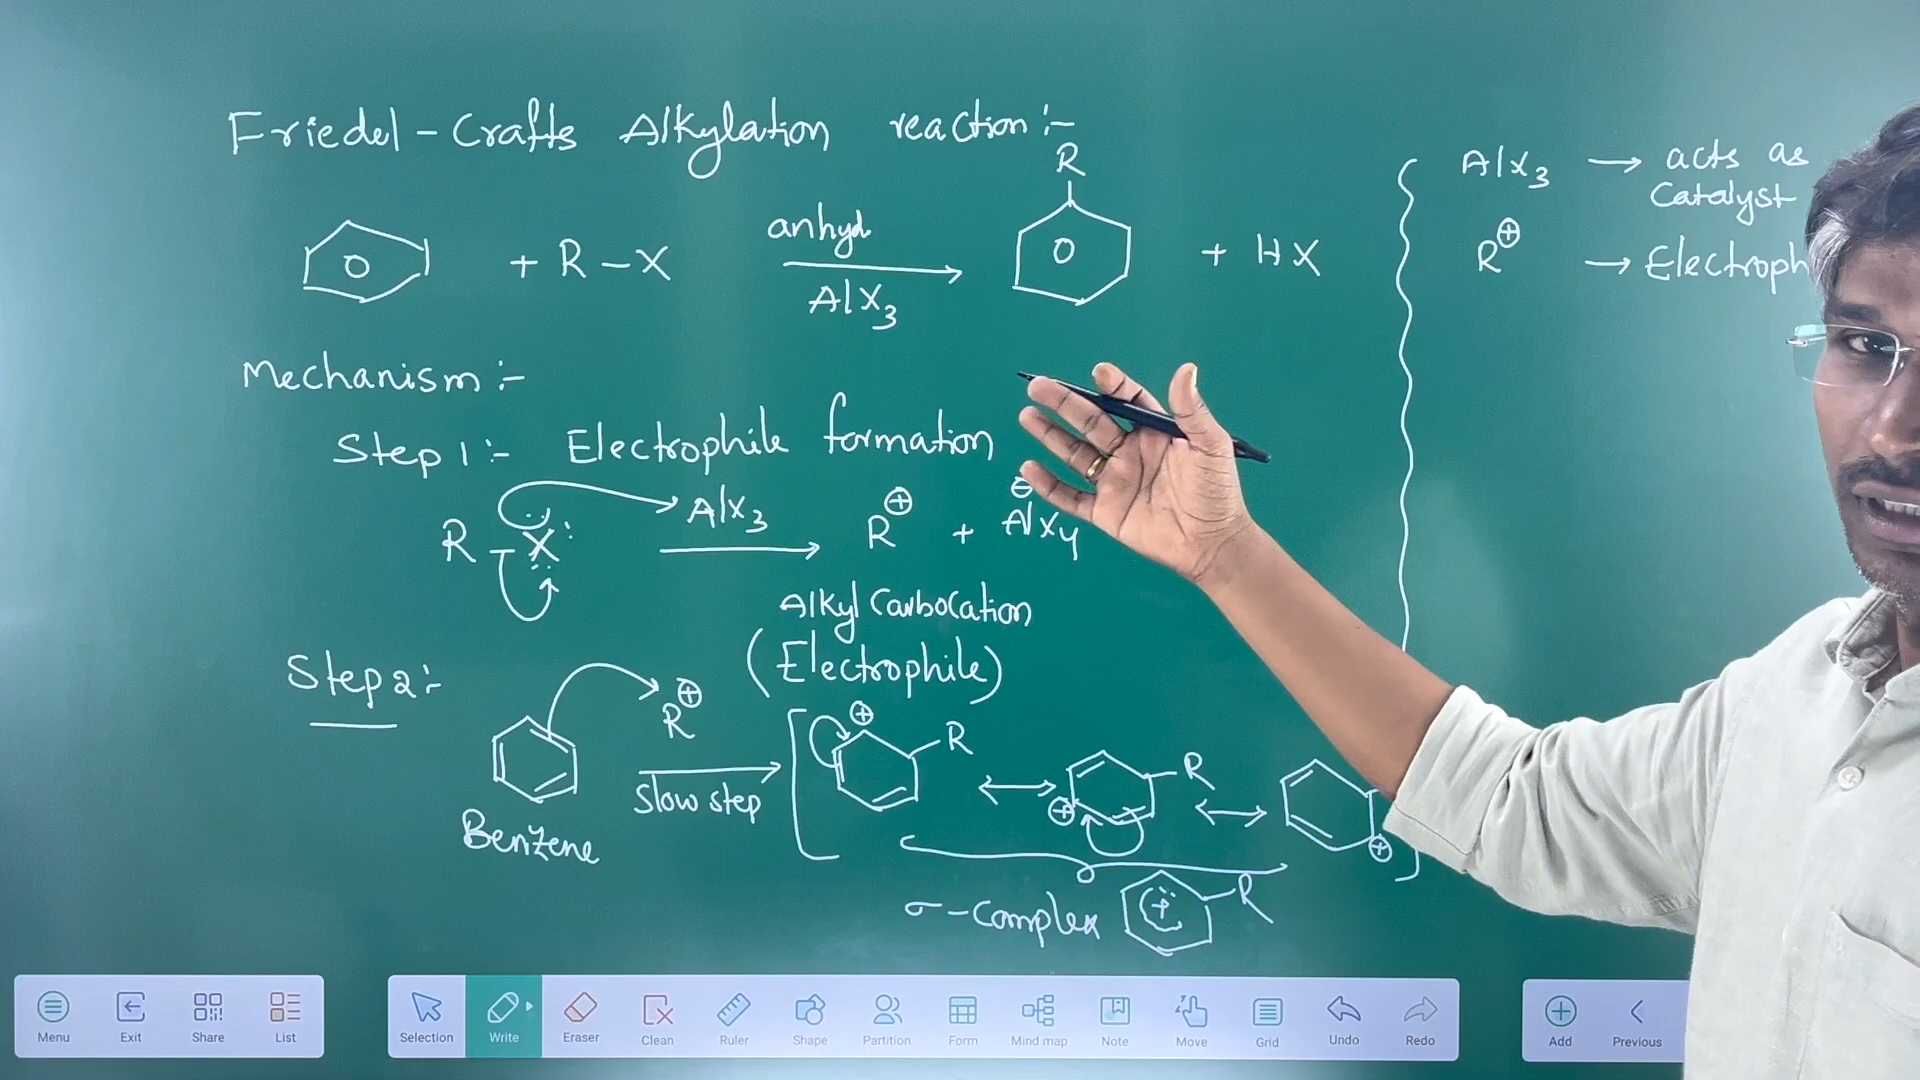 Friedel-Crafts Alkylation reaction :-
R
+ R-X
anhyd.
AlX3
+ HX
AlX3 → acts as
Catalyst
R⊕ → Electroph
Mechanism :-
Step 1 :- Electrophile formation
R-X: AlX3 → R⊕ + AlX4⊖
Alkyl Carbocation
(Electrophile)
Step 2 :-
R⊕
Slow step
Benzene
⊕ R ↔ ⊕ R ↔ ⊕
σ-complex + R
Menu
Exit
Share
List
Selection
Write
Eraser
Clean
Ruler
Shape
Partition
Form
Mind map
Note
Move
Grid
Undo
Redo
Add
Previous